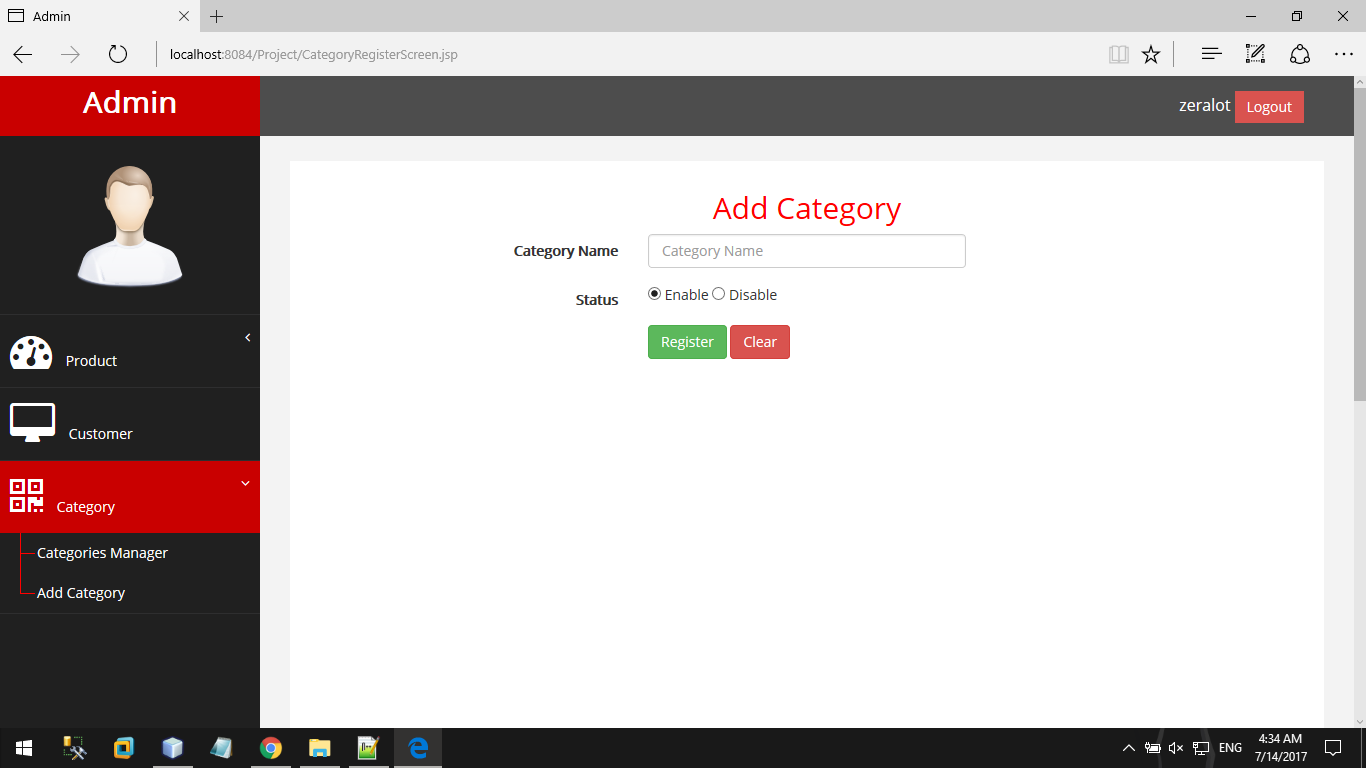 Admin
localhost:8084/Project/CategoryRegisterScreen.jsp
Admin
zeralot Logout
Add Category
Category Name Category Name
Status Enable Disable
Register Clear
Product
Customer
Category
Categories Manager
Add Category
ENG
4:34 AM
7/14/2017